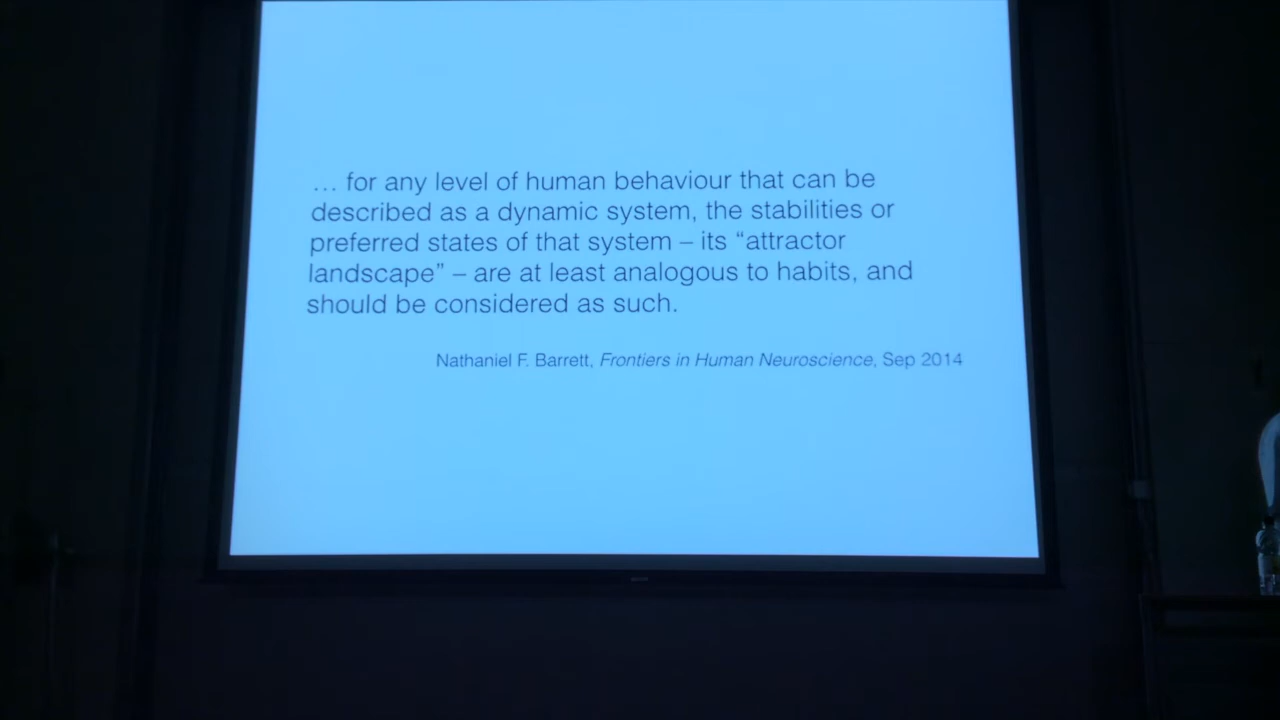 … for any level of human behaviour that can be
described as a dynamic system, the stabilities or
preferred states of that system – its “attractor
landscape” – are at least analogous to habits, and
should be considered as such.
Nathaniel F. Barrett, Frontiers in Human Neuroscience, Sep 2014